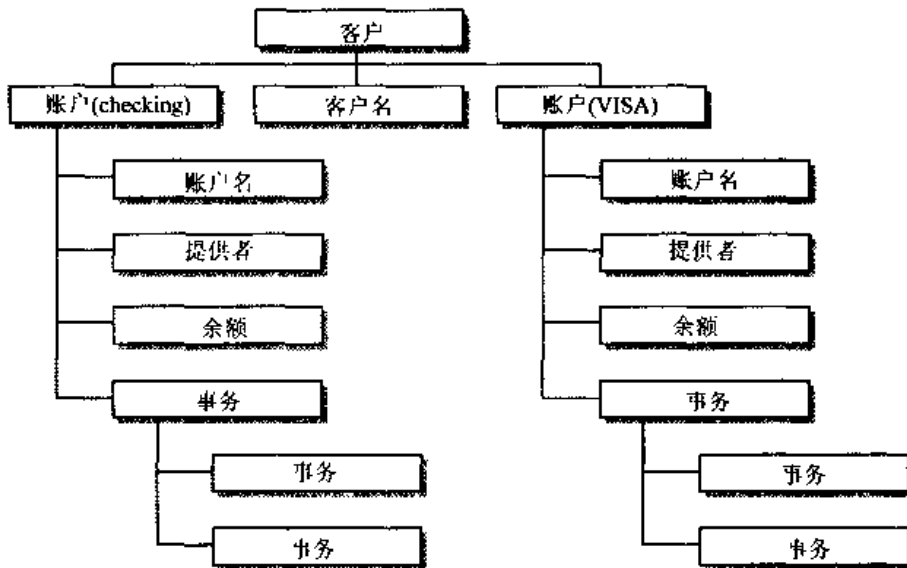 客户
账户(checking) 客户名 账户(VISA)
账户名 账户名
提供者 提供者
余额 余额
事务 事务
事务 事务
事务 事务